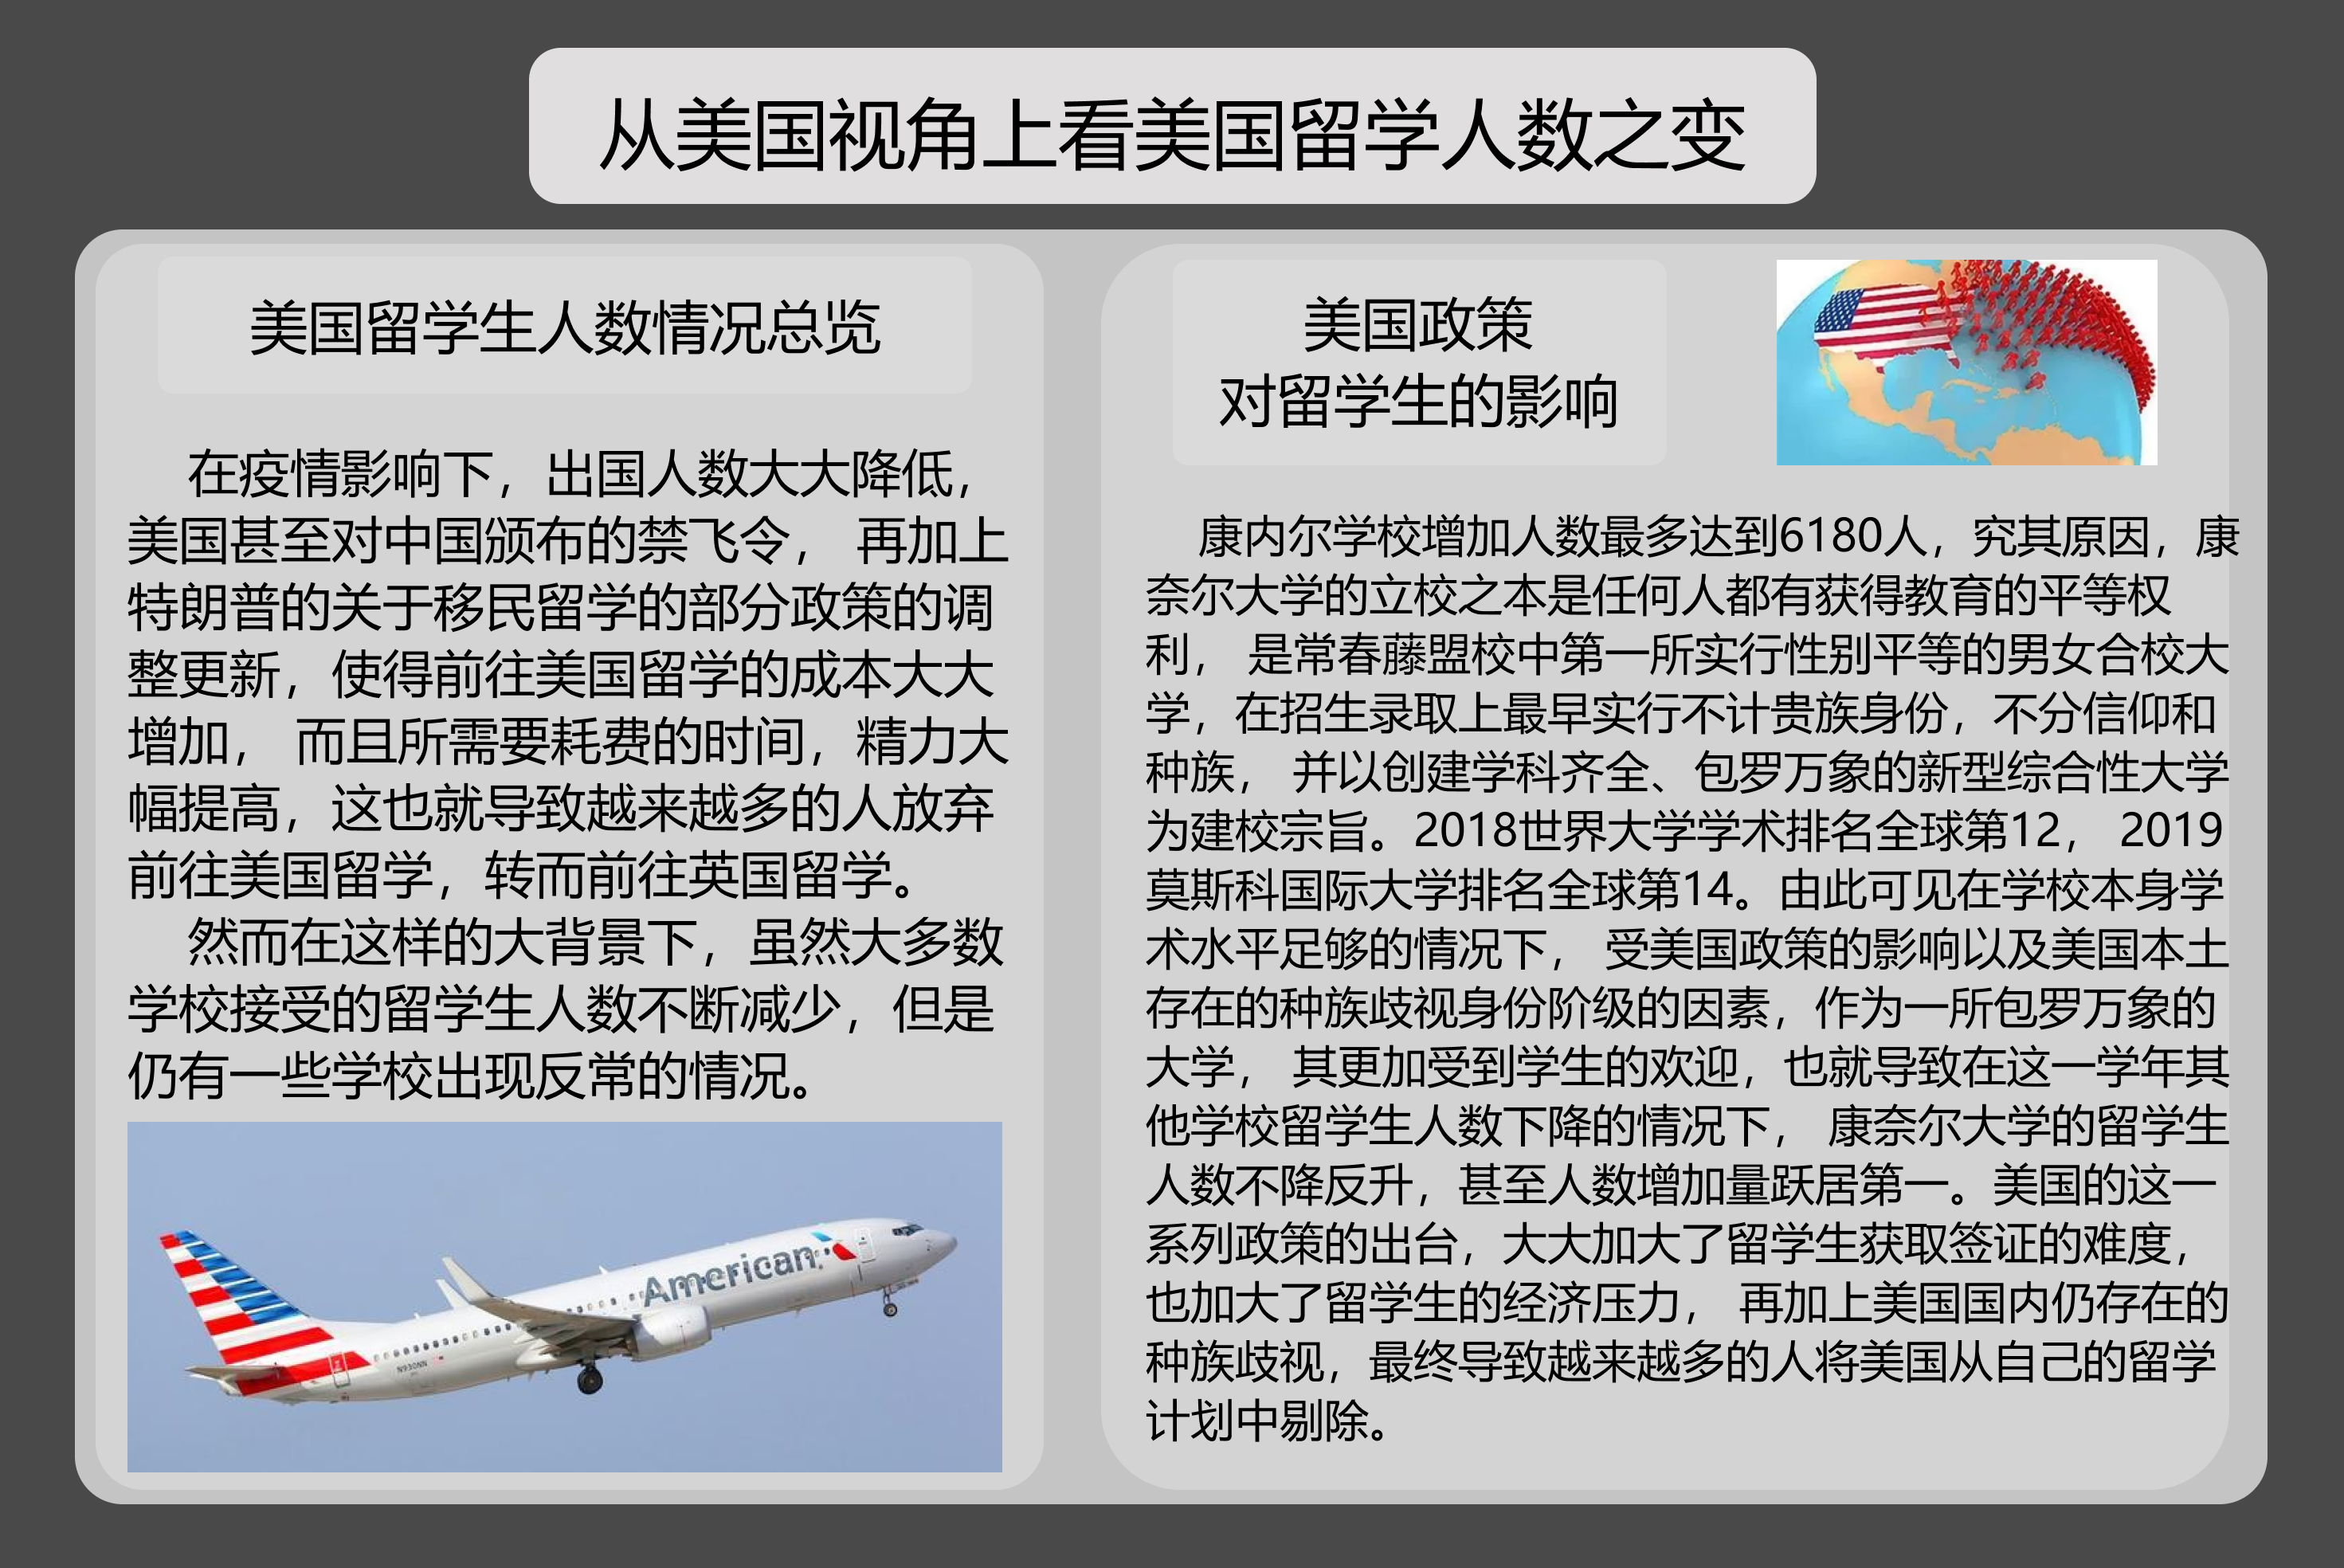 从美国视角上看美国留学人数之变
美国留学生人数情况总览
在疫情影响下，出国人数大大降低，
美国甚至对中国颁布的禁飞令， 再加上
特朗普的关于移民留学的部分政策的调
整更新，使得前往美国留学的成本大大
增加， 而且所需要耗费的时间，精力大
幅提高，这也就导致越来越多的人放弃
前往美国留学，转而前往英国留学。
然而在这样的大背景下，虽然大多数
学校接受的留学生人数不断减少，但是
仍有一些学校出现反常的情况。
American
N930NN
美国政策
对留学生的影响
康内尔学校增加人数最多达到6180人，究其原因，康
奈尔大学的立校之本是任何人都有获得教育的平等权
利， 是常春藤盟校中第一所实行性别平等的男女合校大
学，在招生录取上最早实行不计贵族身份，不分信仰和
种族， 并以创建学科齐全、包罗万象的新型综合性大学
为建校宗旨。2018世界大学学术排名全球第12， 2019
莫斯科国际大学排名全球第14。由此可见在学校本身学
术水平足够的情况下， 受美国政策的影响以及美国本土
存在的种族歧视身份阶级的因素，作为一所包罗万象的
大学， 其更加受到学生的欢迎，也就导致在这一学年其
他学校留学生人数下降的情况下， 康奈尔大学的留学生
人数不降反升，甚至人数增加量跃居第一。美国的这一
系列政策的出台，大大加大了留学生获取签证的难度，
也加大了留学生的经济压力， 再加上美国国内仍存在的
种族歧视，最终导致越来越多的人将美国从自己的留学
计划中剔除。